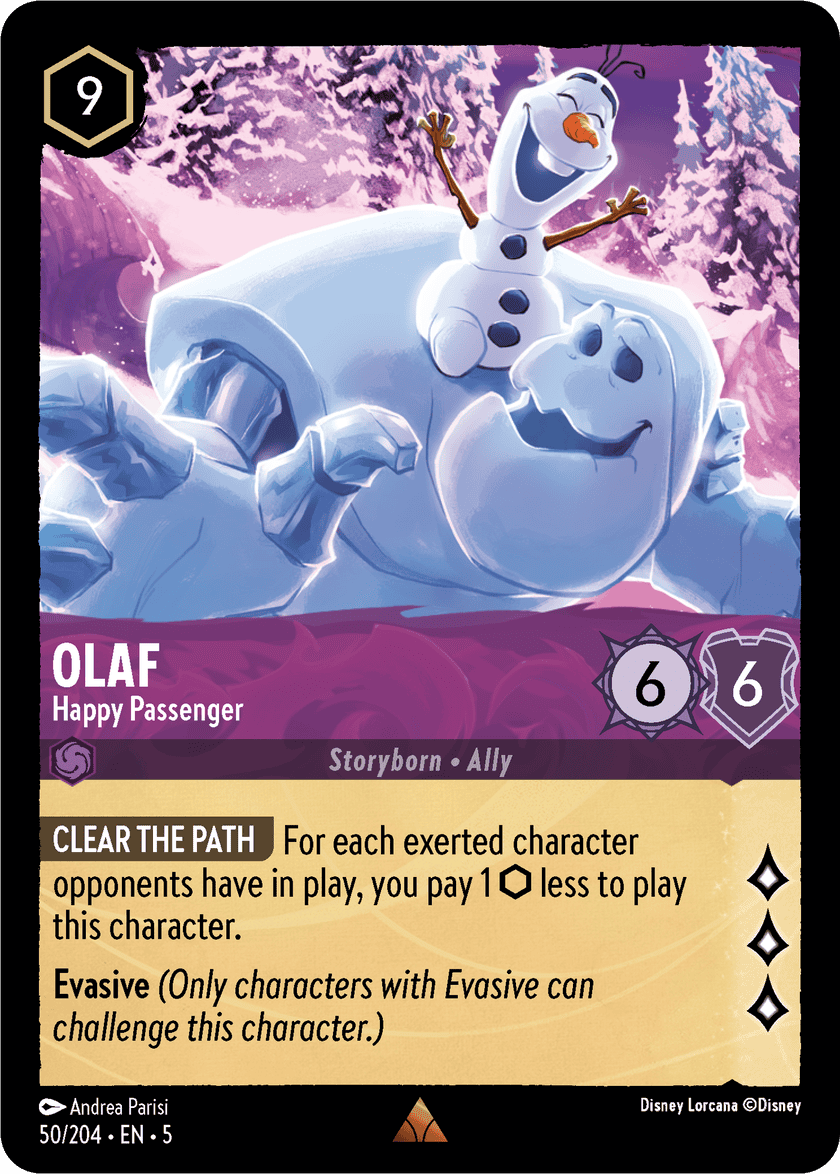 9
OLAF
Happy Passenger
6 6
Storyborn • Ally
CLEAR THE PATH For each exerted character
opponents have in play, you pay 1 ⬡ less to play
this character.
Evasive (Only characters with Evasive can
challenge this character.)
Andrea Parisi
Disney Lorcana ©Disney
50/204 • EN • 5